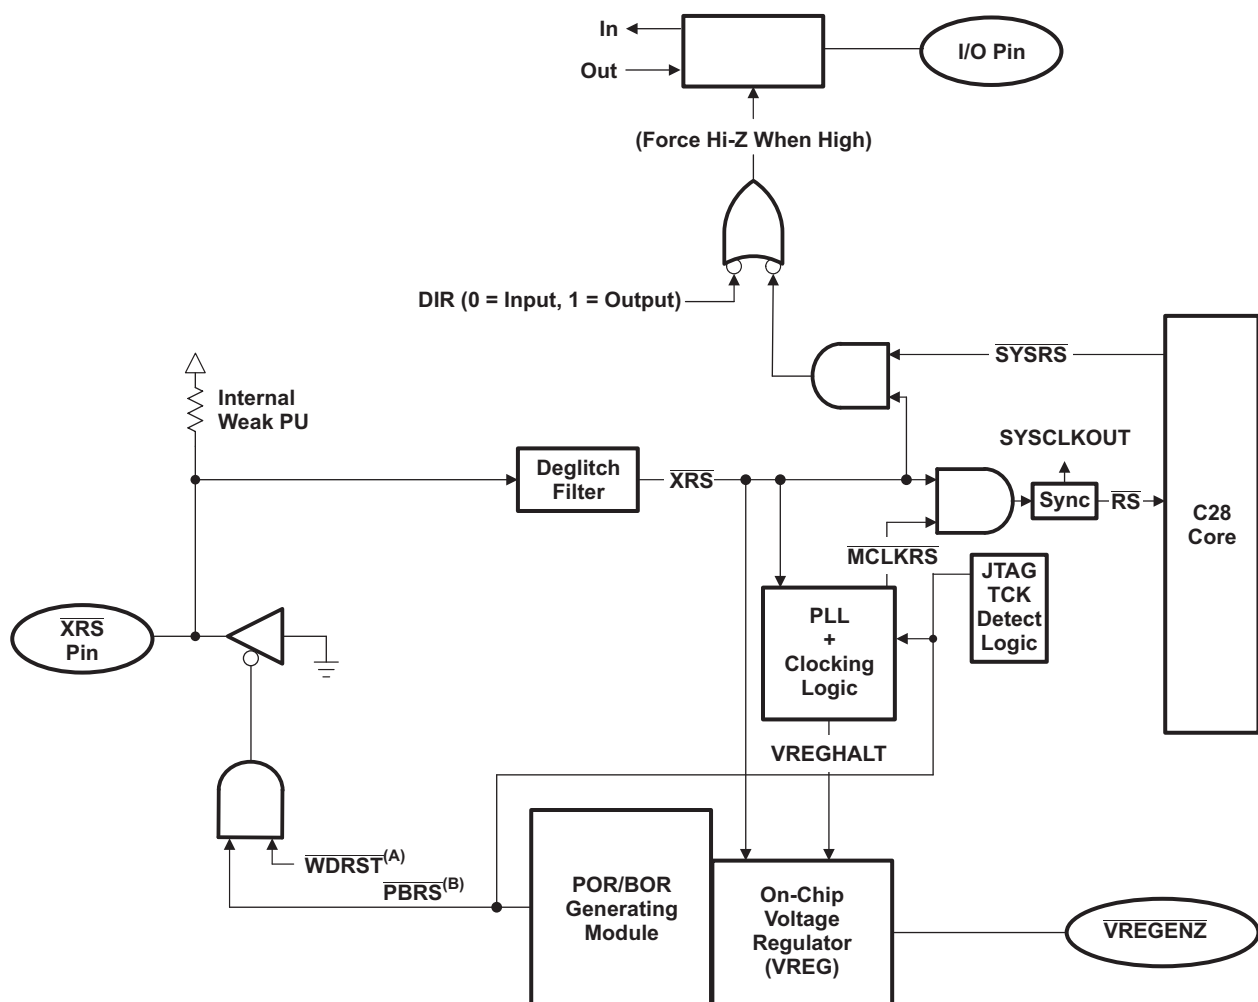 In
Out
I/O Pin
(Force Hi-Z When High)
DIR (0 = Input, 1 = Output)
SYSRS
Internal
Weak PU
SYSCLKOUT
Deglitch
Filter
XRS
Sync
RS
C28
Core
MCLKRS
JTAG
TCK
Detect
Logic
XRS
Pin
PLL
+
Clocking
Logic
VREGHALT
WDRST(A)
PBRS(B)
POR/BOR
Generating
Module
On-Chip
Voltage
Regulator
(VREG)
VREGENZ